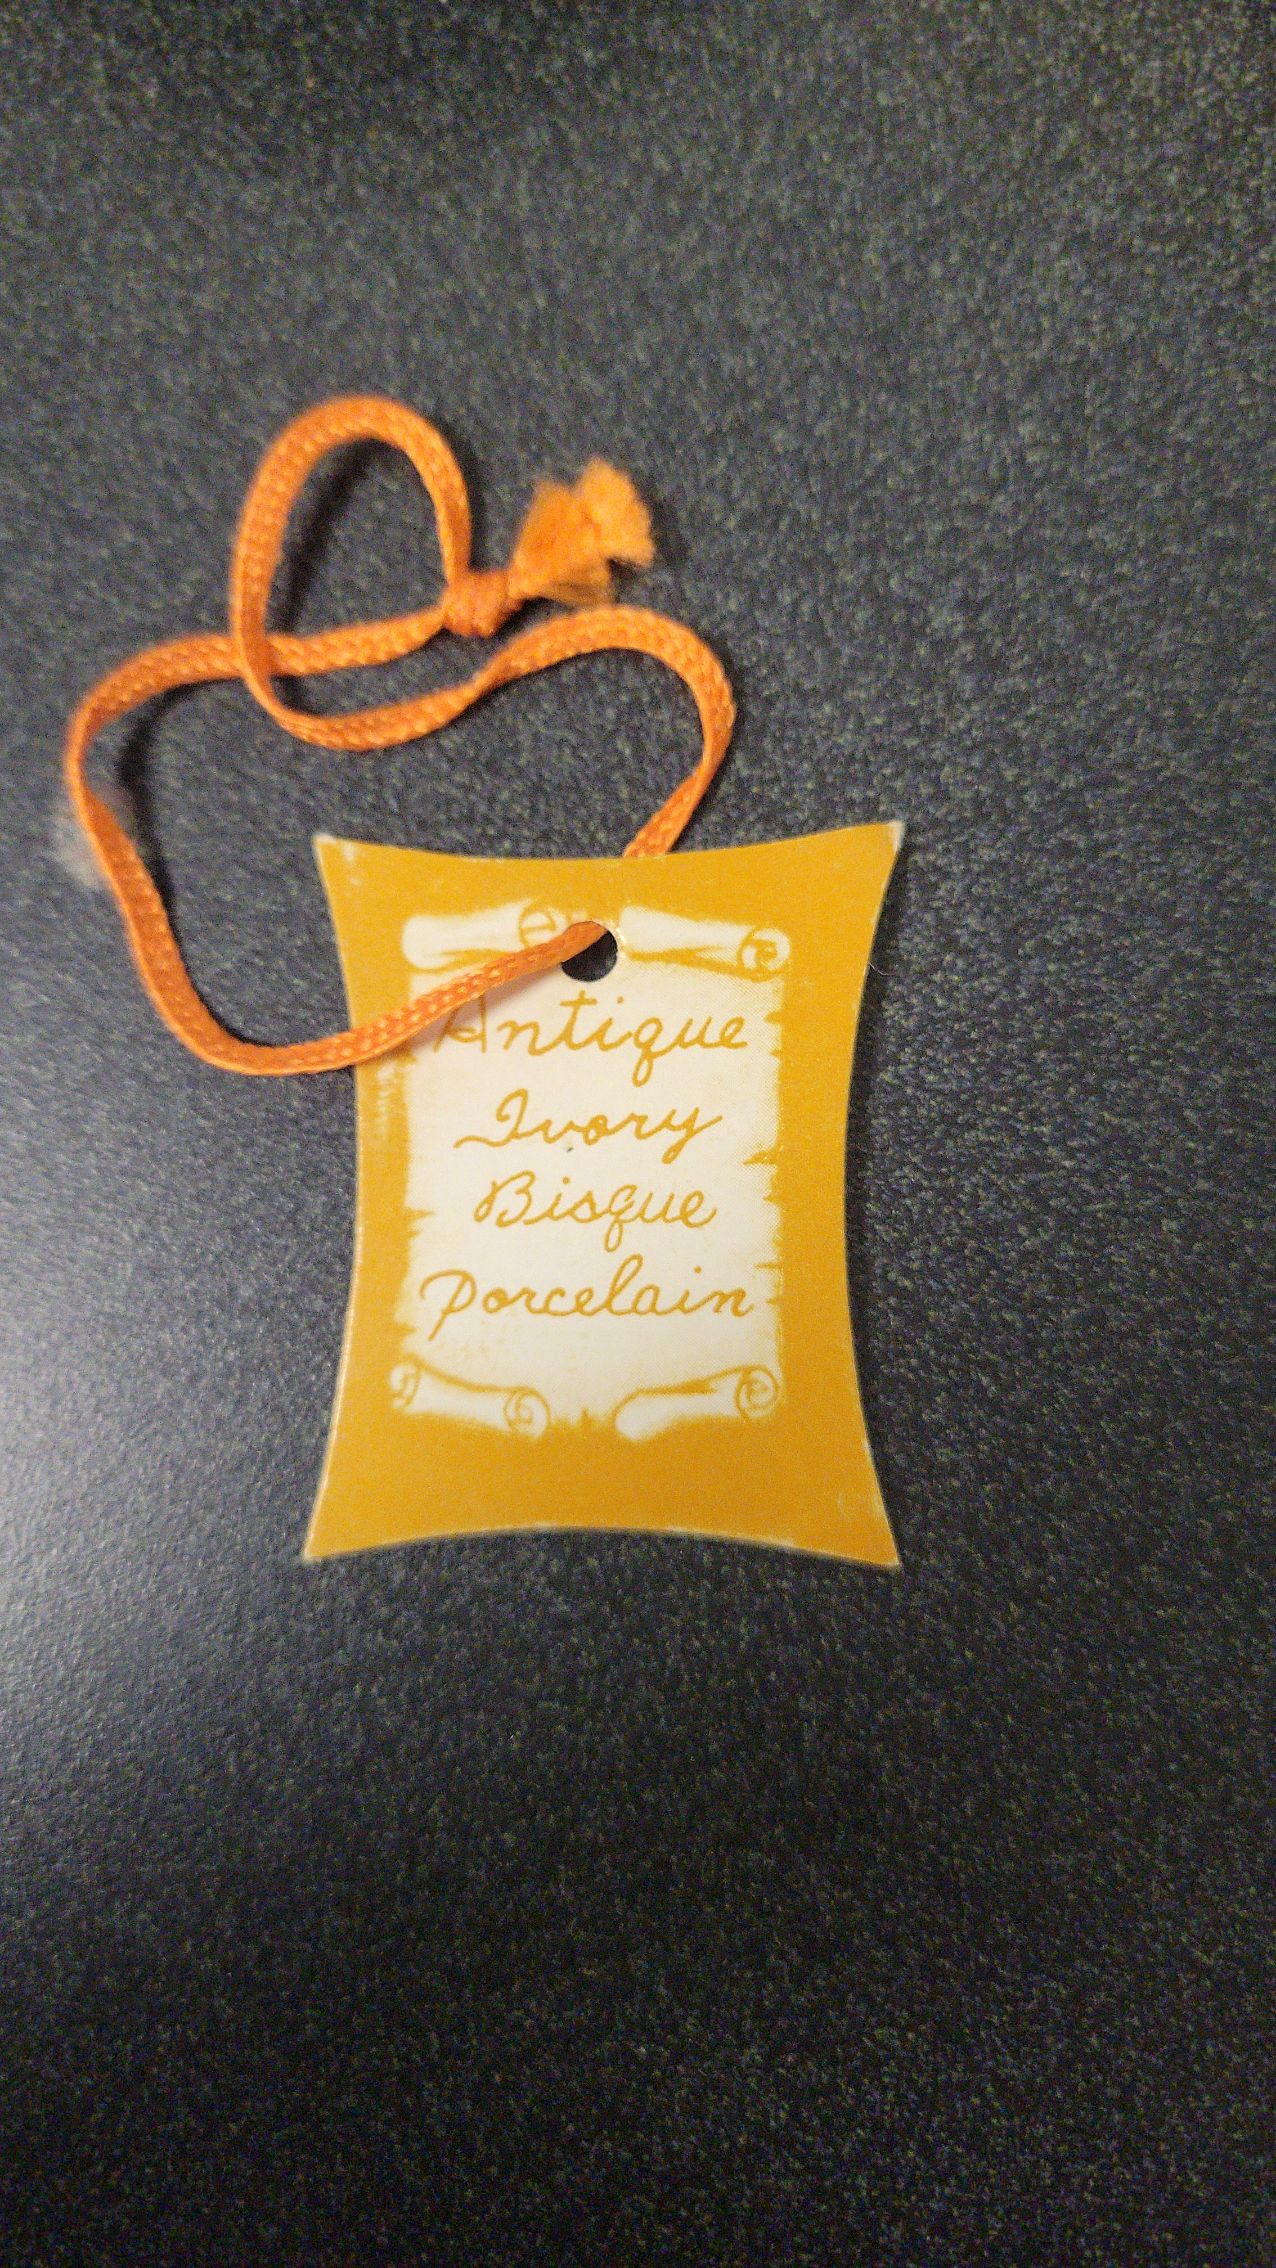 Antique
Ivory
Bisque
Porcelain